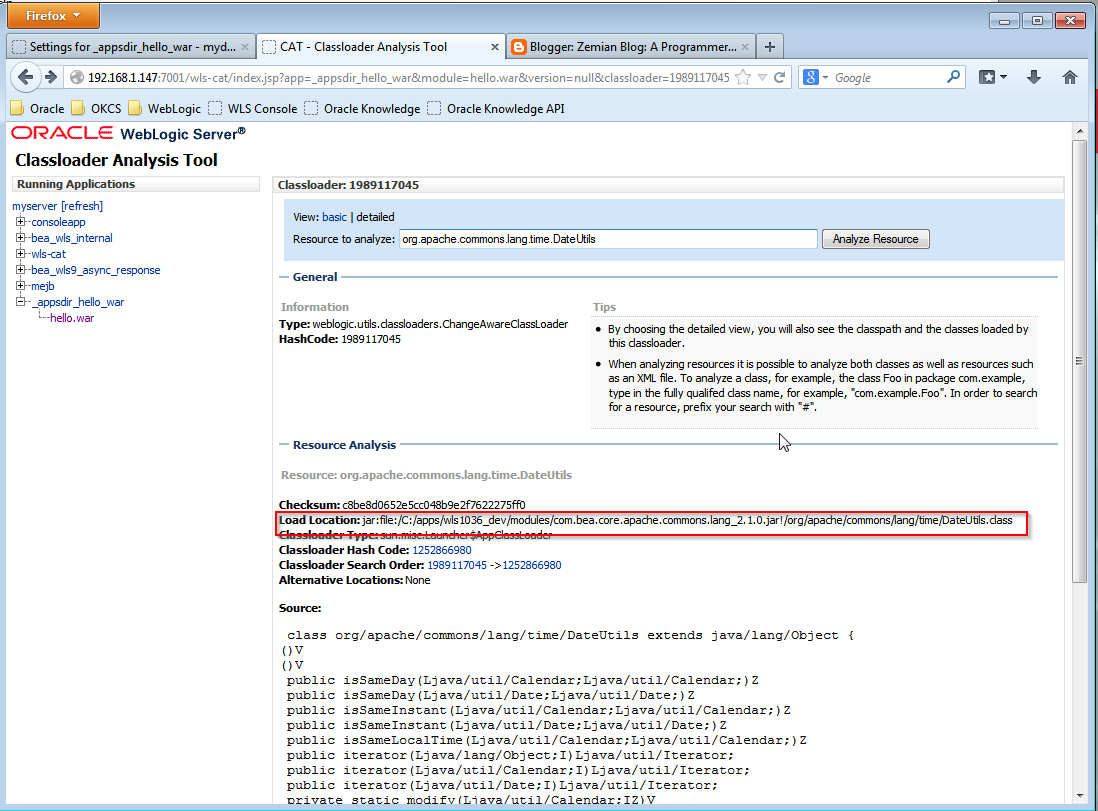 Firefox
Settings for _appsdir_hello_war - myd...
CAT - Classloader Analysis Tool
Blogger: Zemian Blog: A Programmer...
192.168.1.147:7001/wls-cat/index.jsp?app=_appsdir_hello_war&module=hello.war&version=null&classloader=1989117045
Google
Oracle
OKCS
WebLogic
WLS Console
Oracle Knowledge
Oracle Knowledge API
ORACLE WebLogic Server®
Classloader Analysis Tool
Running Applications
myserver [refresh]
consoleapp
bea_wls_internal
wls-cat
bea_wls9_async_response
mejb
_appsdir_hello_war
hello.war
Classloader: 1989117045
View: basic | detailed
Resource to analyze: org.apache.commons.lang.time.DateUtils Analyze Resource
General
Information
Type: weblogic.utils.classloaders.ChangeAwareClassLoader
HashCode: 1989117045
Tips
• By choosing the detailed view, you will also see the classpath and the classes loaded by
this classloader.
• When analyzing resources it is possible to analyze both classes as well as resources such
as an XML file. To analyze a class, for example, the class Foo in package com.example,
type in the fully qualifed class name, for example, "com.example.Foo". In order to search
for a resource, prefix your search with "#".
Resource Analysis
Resource: org.apache.commons.lang.time.DateUtils
Checksum: c8be8d0652e5cc048b9e2f7622275ff0
Load Location: jar:file:/C:/apps/wls1036_dev/modules/com.bea.core.apache.commons.lang_2.1.0.jar!/org/apache/commons/lang/time/DateUtils.class
Classloader Type: sun.misc.Launcher$AppClassLoader
Classloader Hash Code: 1252866980
Classloader Search Order: 1989117045 ->1252866980
Alternative Locations: None
Source:
class org/apache/commons/lang/time/DateUtils extends java/lang/Object {
()V
()V
public isSameDay(Ljava/util/Calendar;Ljava/util/Calendar;)Z
public isSameDay(Ljava/util/Date;Ljava/util/Date;)Z
public isSameInstant(Ljava/util/Calendar;Ljava/util/Calendar;)Z
public isSameInstant(Ljava/util/Date;Ljava/util/Date;)Z
public isSameLocalTime(Ljava/util/Calendar;Ljava/util/Calendar;)Z
public iterator(Ljava/lang/Object;I)Ljava/util/Iterator;
public iterator(Ljava/util/Calendar;I)Ljava/util/Iterator;
public iterator(Ljava/util/Date;I)Ljava/util/Iterator;
private static modify(Ljava/util/Calendar;IZ)V